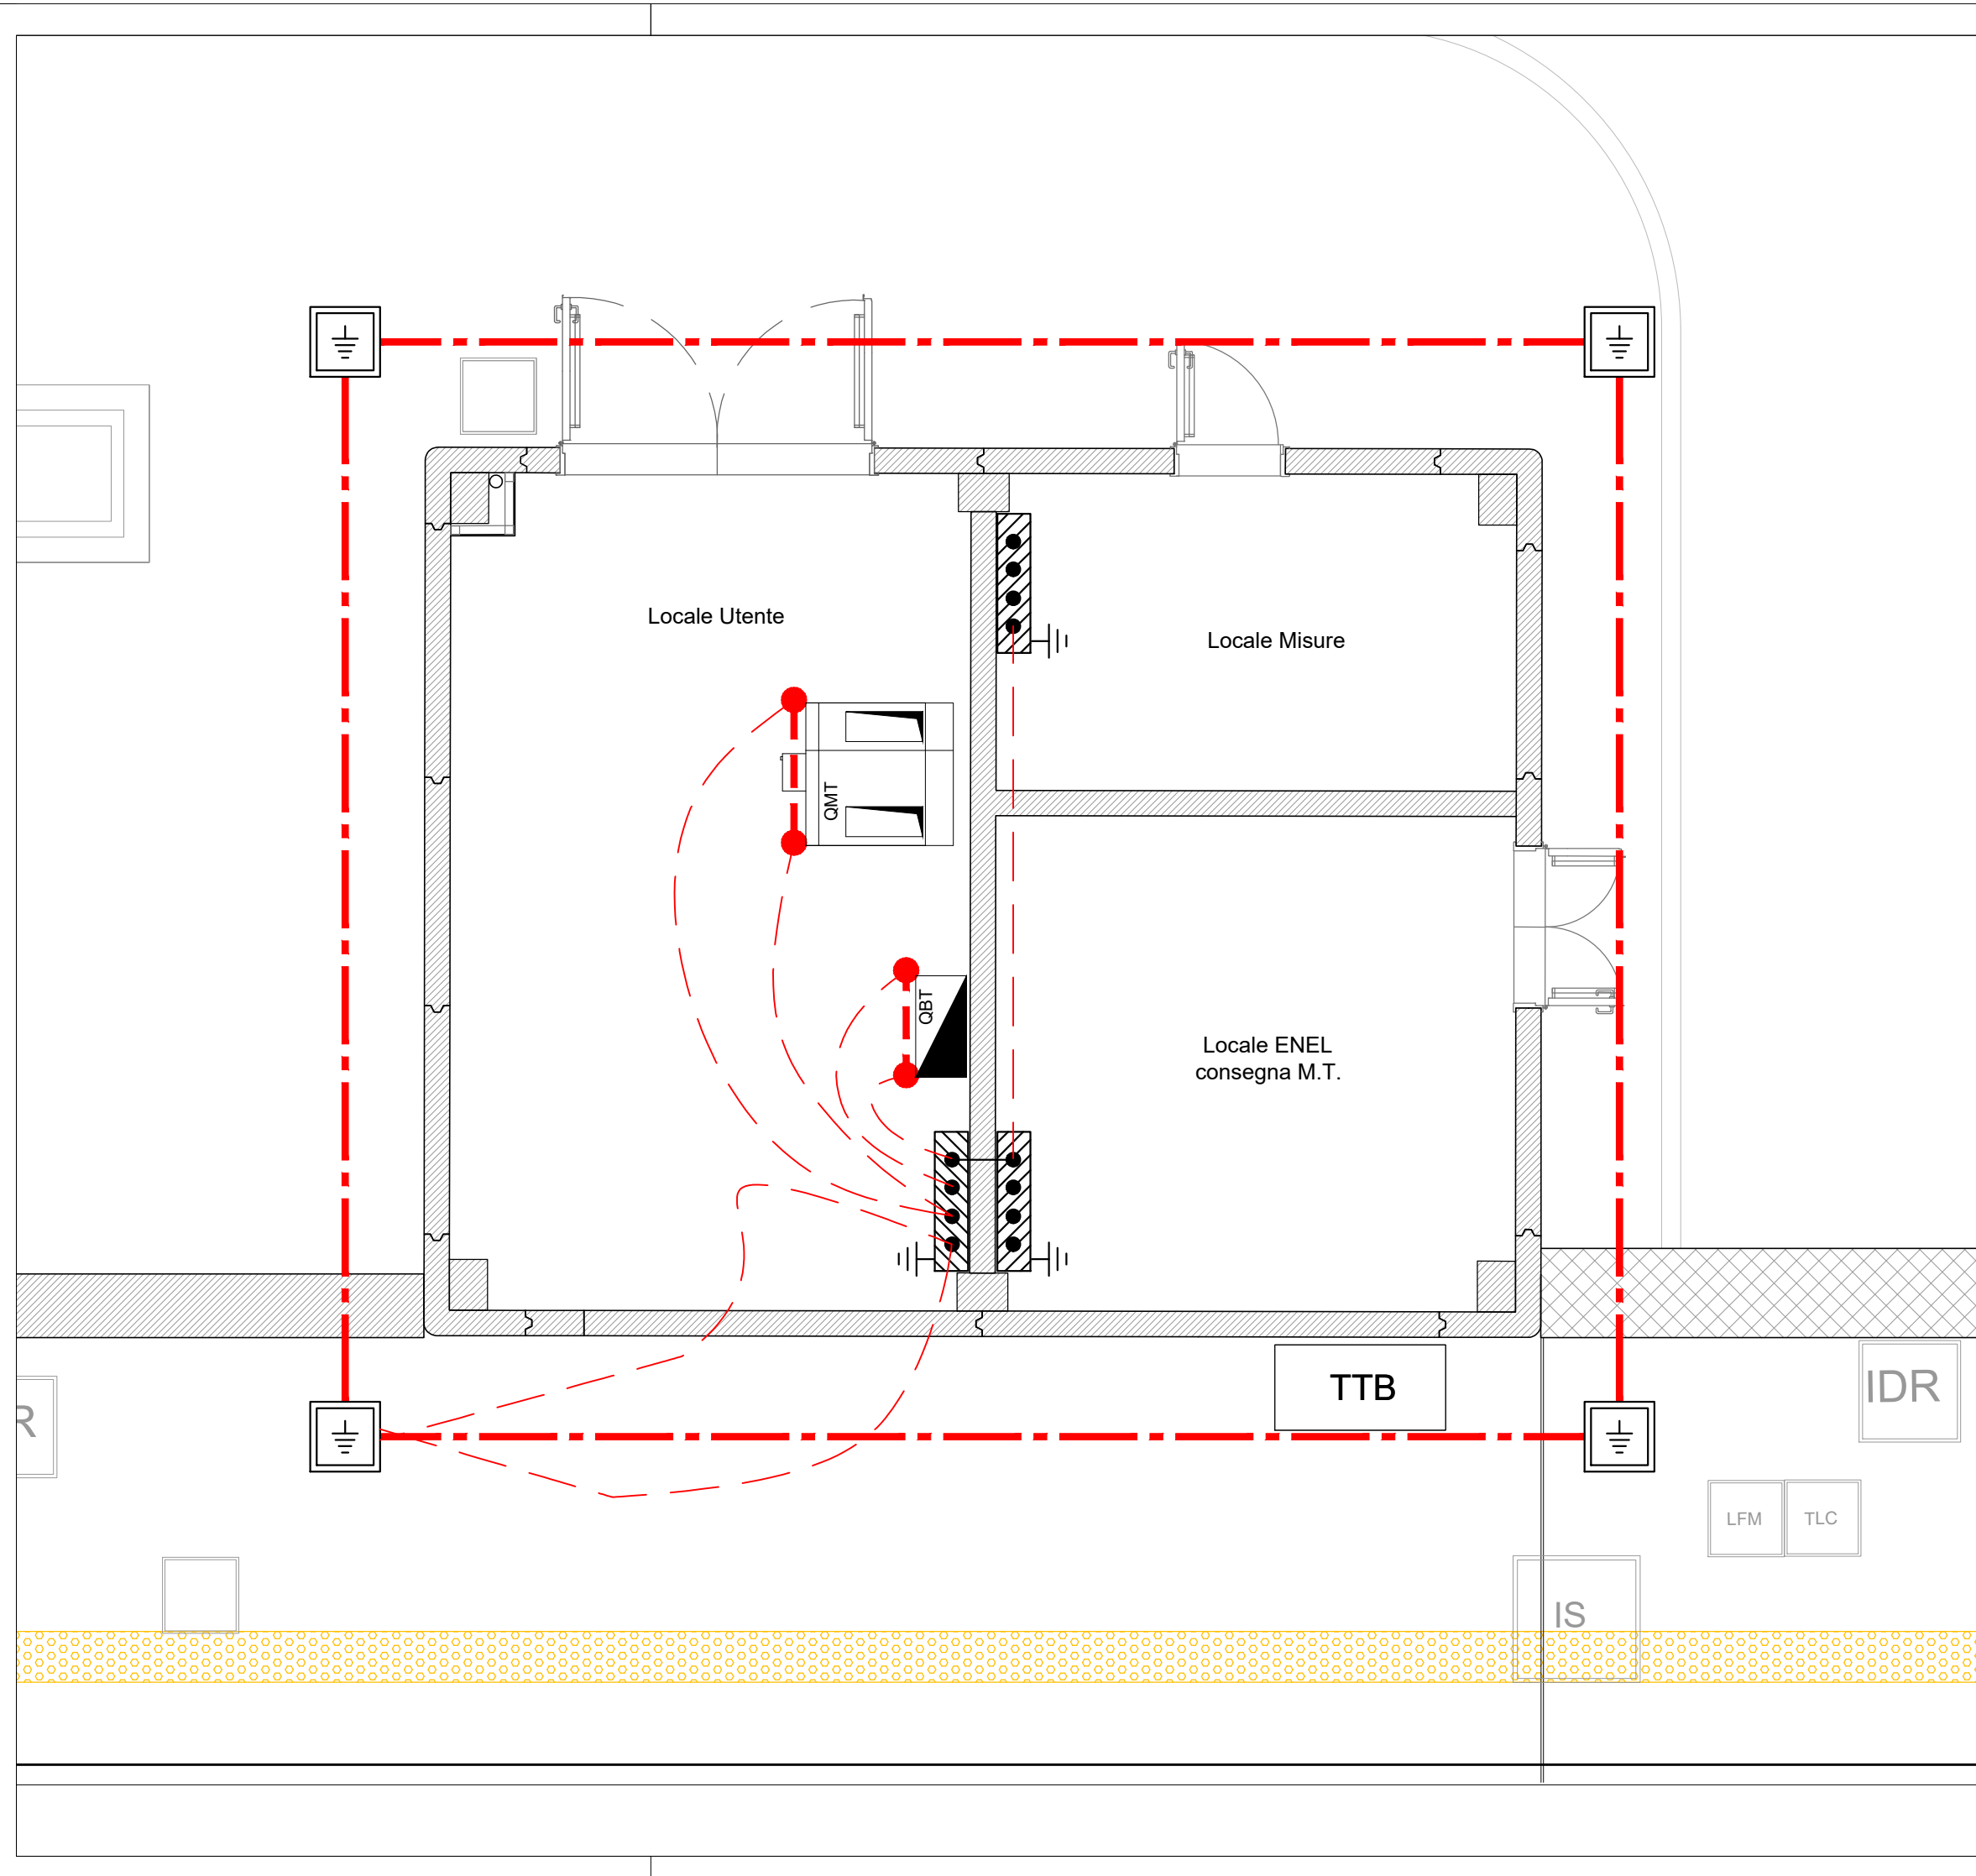 Locale Utente
Locale Misure
QMT
QBT
Locale ENEL
consegna M.T.
TTB
IDR
R
LFM
TLC
IS